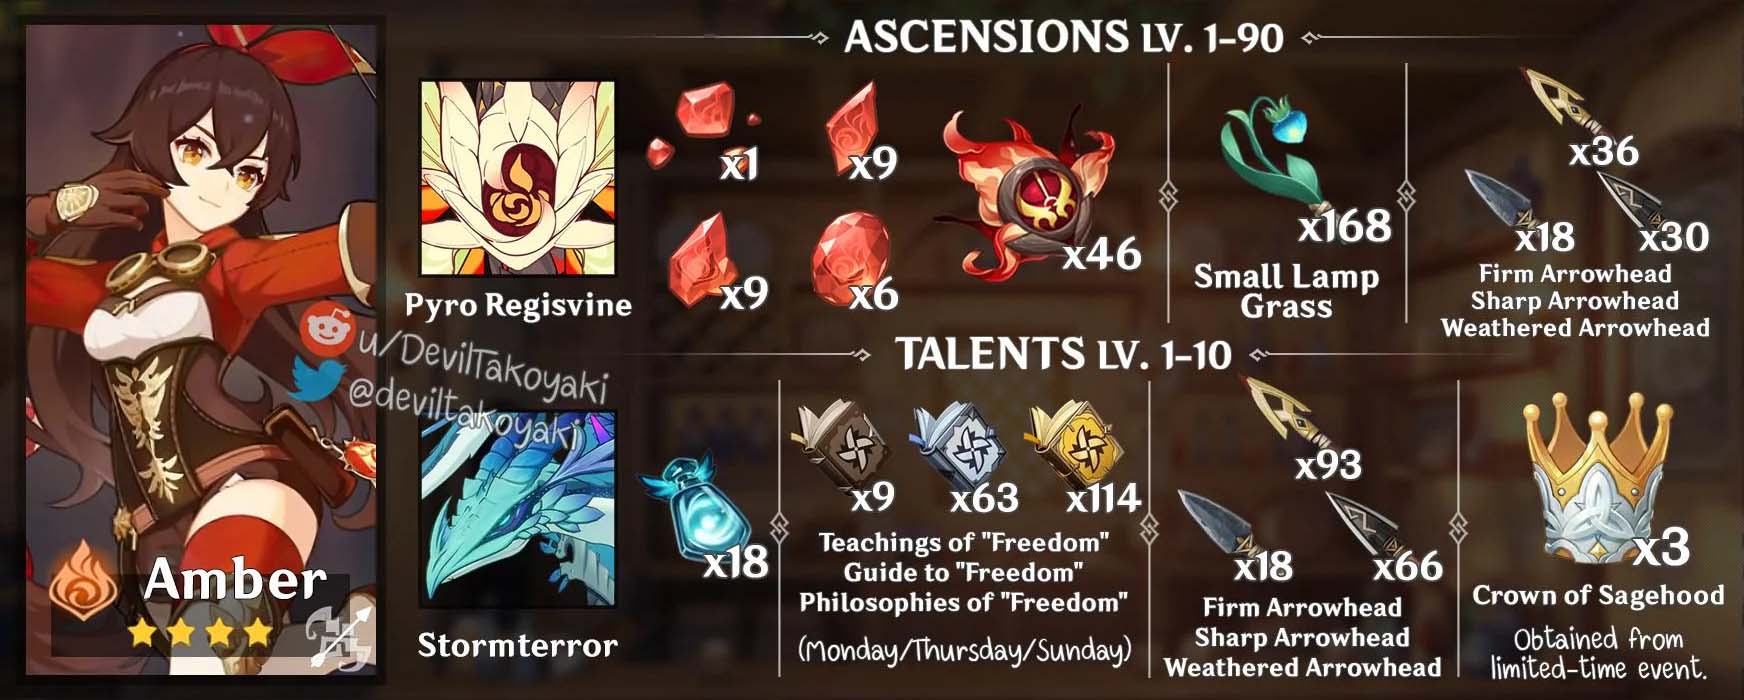 ASCENSIONS LV. 1-90
x1
x9
x9
x6
x46
x168
x36
x18
x30
Pyro Regisvine
Small Lamp
Grass
Firm Arrowhead
Sharp Arrowhead
Weathered Arrowhead
u/DevilTakoyaki
@deviltakoyaki
TALENTS LV. 1-10
x18
x9
x63
x114
x93
x18
x66
x3
Stormterror
Teachings of "Freedom"
Guide to "Freedom"
Philosophies of "Freedom"
(Monday/Thursday/Sunday)
Firm Arrowhead
Sharp Arrowhead
Weathered Arrowhead
Crown of Sagehood
Obtained from
limited-time event.
Amber